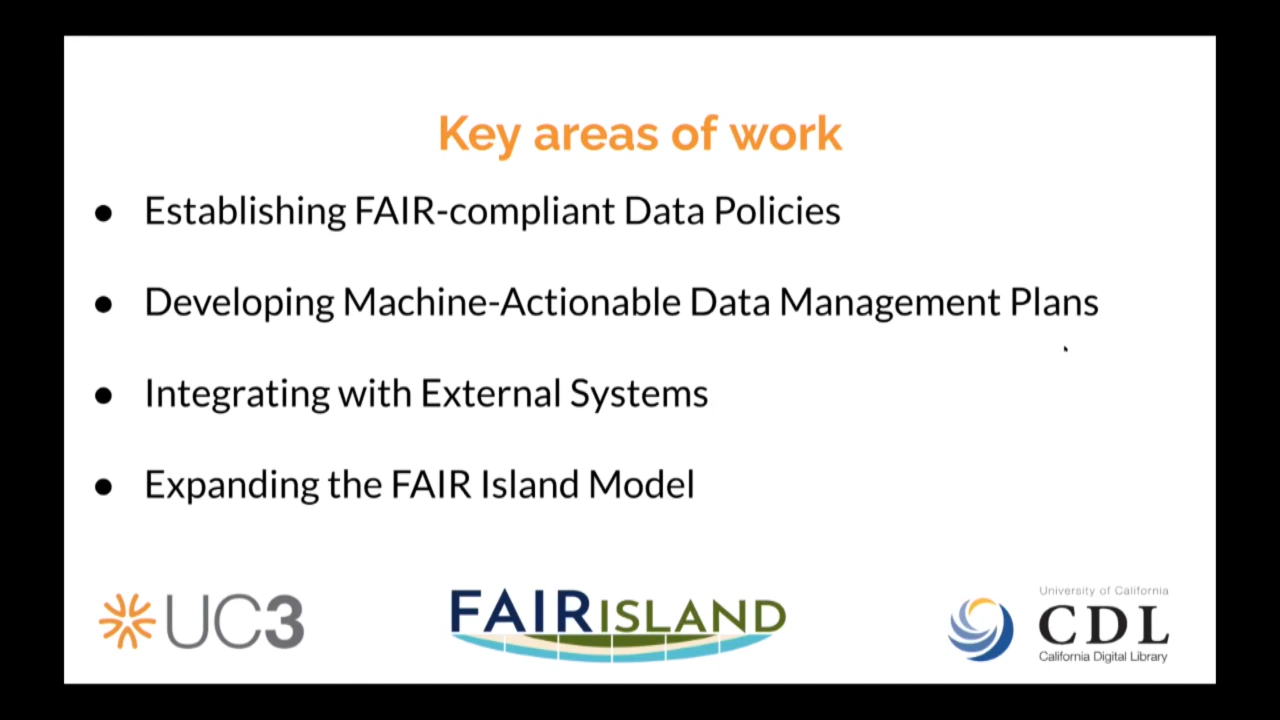 Key areas of work
● Establishing FAIR-compliant Data Policies
● Developing Machine-Actionable Data Management Plans
● Integrating with External Systems
● Expanding the FAIR Island Model
UC3
FAIR ISLAND
University of California
CDL
California Digital Library